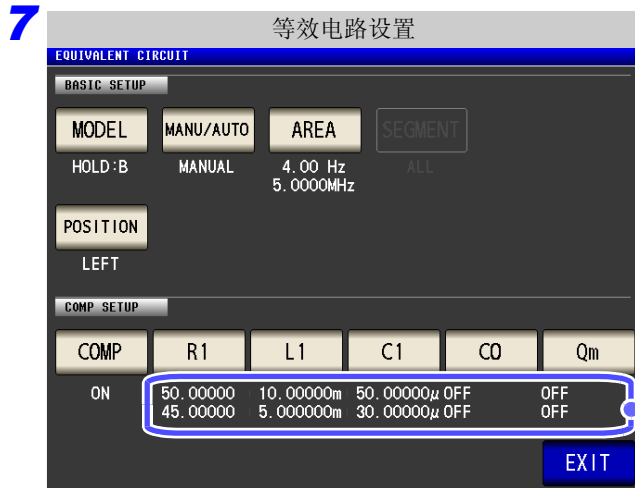 7
等效电路设置
EQUIVALENT CIRCUIT
BASIC SETUP
MODEL MANU/AUTO AREA SEGMENT
HOLD:B MANUAL 4.00 Hz ALL
5.0000MHz
POSITION
LEFT
COMP SETUP
COMP R1 L1 C1 C0 Qm
ON 50.00000 10.00000m 50.00000μ OFF OFF
45.00000 5.000000m 30.00000μ OFF OFF
EXIT